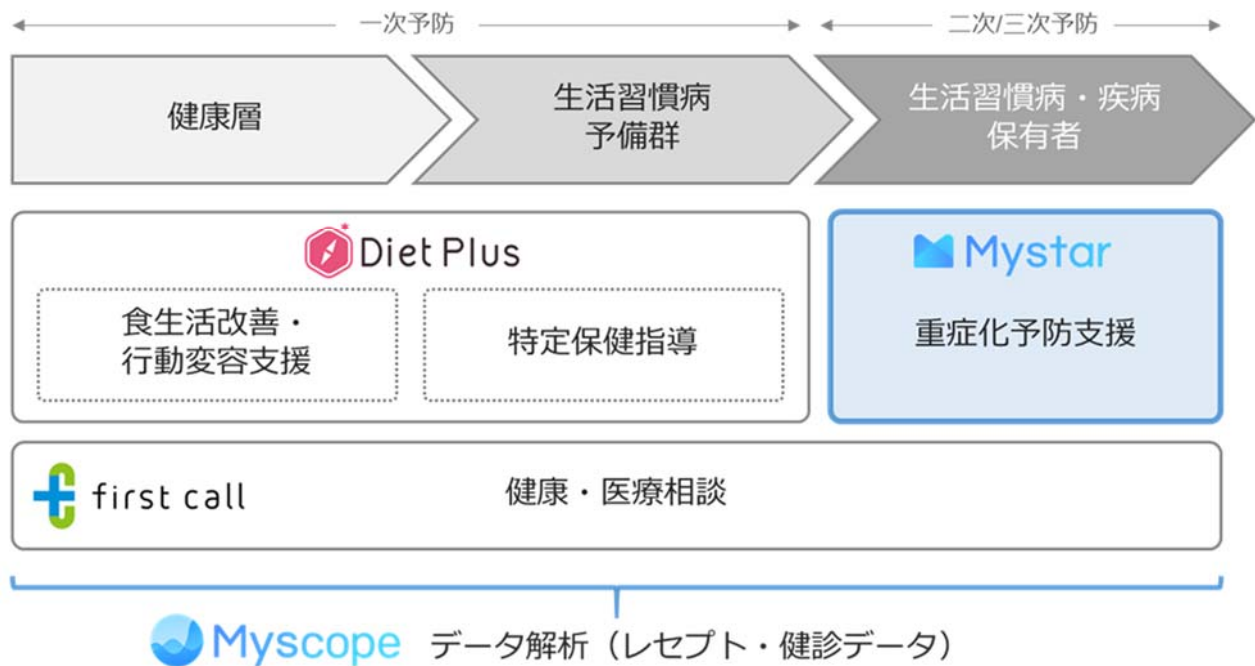 一次予防
二次/三次予防
健康層
生活習慣病
予備群
生活習慣病・疾病
保有者
Diet Plus
食生活改善・
行動変容支援
特定保健指導
Mystar
重症化予防支援
first call
健康・医療相談
Myscope データ解析（レセプト・健診データ）